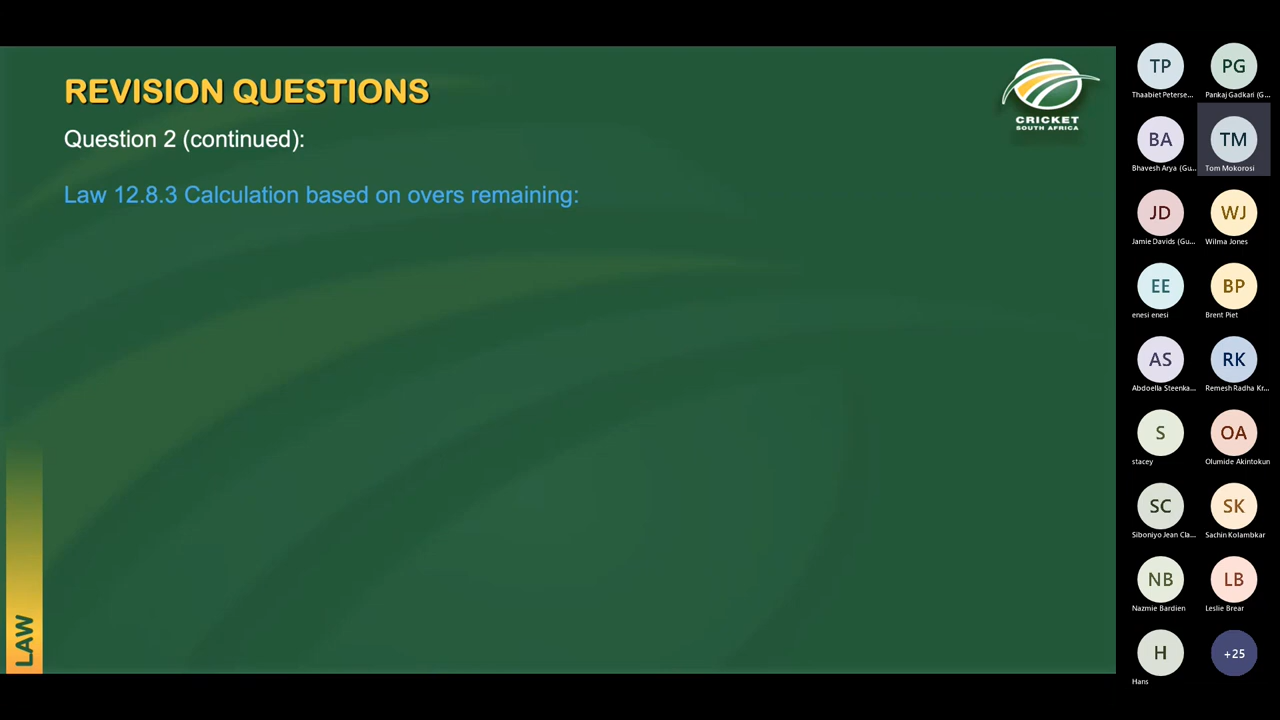 REVISION QUESTIONS
Question 2 (continued):
Law 12.8.3 Calculation based on overs remaining:
CRICKET
SOUTH AFRICA
LAW
TP
Thaabiet Peterse...
PG
Pankaj Gadkari (G...
BA
Bhavesh Arya (Gu...
TM
Tom Mokorosi
JD
Jamie Davids (Gu...
WJ
Wilma Jones
EE
enesi enesi
BP
Brent Piet
AS
Abdoella Steenka...
RK
Remesh Radha Kr...
S
stacey
OA
Olumide Akintokun
SC
Siboniyo Jean Cla...
SK
Sachin Kolambkar
NB
Nazmie Bardien
LB
Leslie Brear
H
Hans
+25